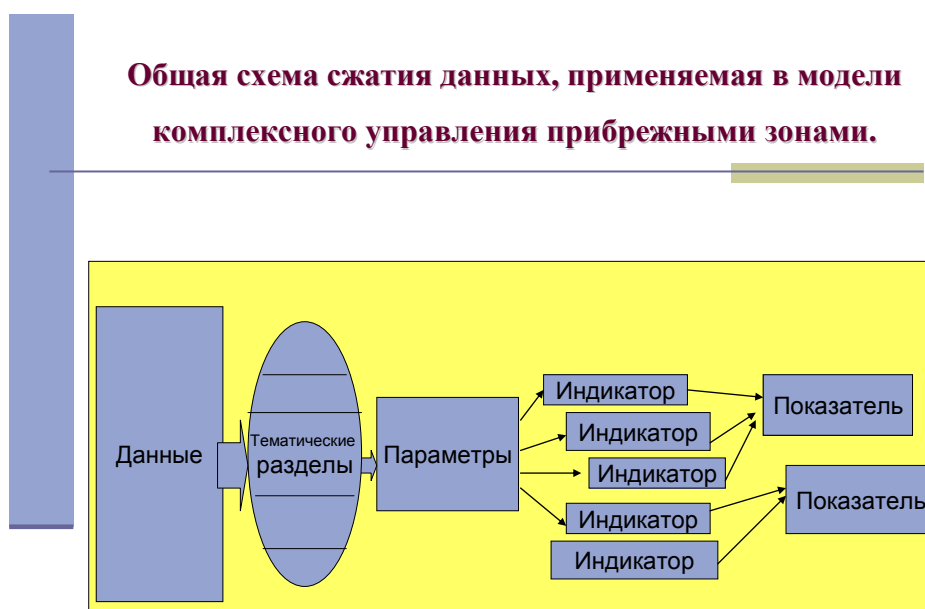 Общая схема сжатия данных, применяемая в модели
комплексного управления прибрежными зонами.
Данные
Тематические
разделы
Параметры
Индикатор
Индикатор
Индикатор
Индикатор
Индикатор
Показатель
Показатель